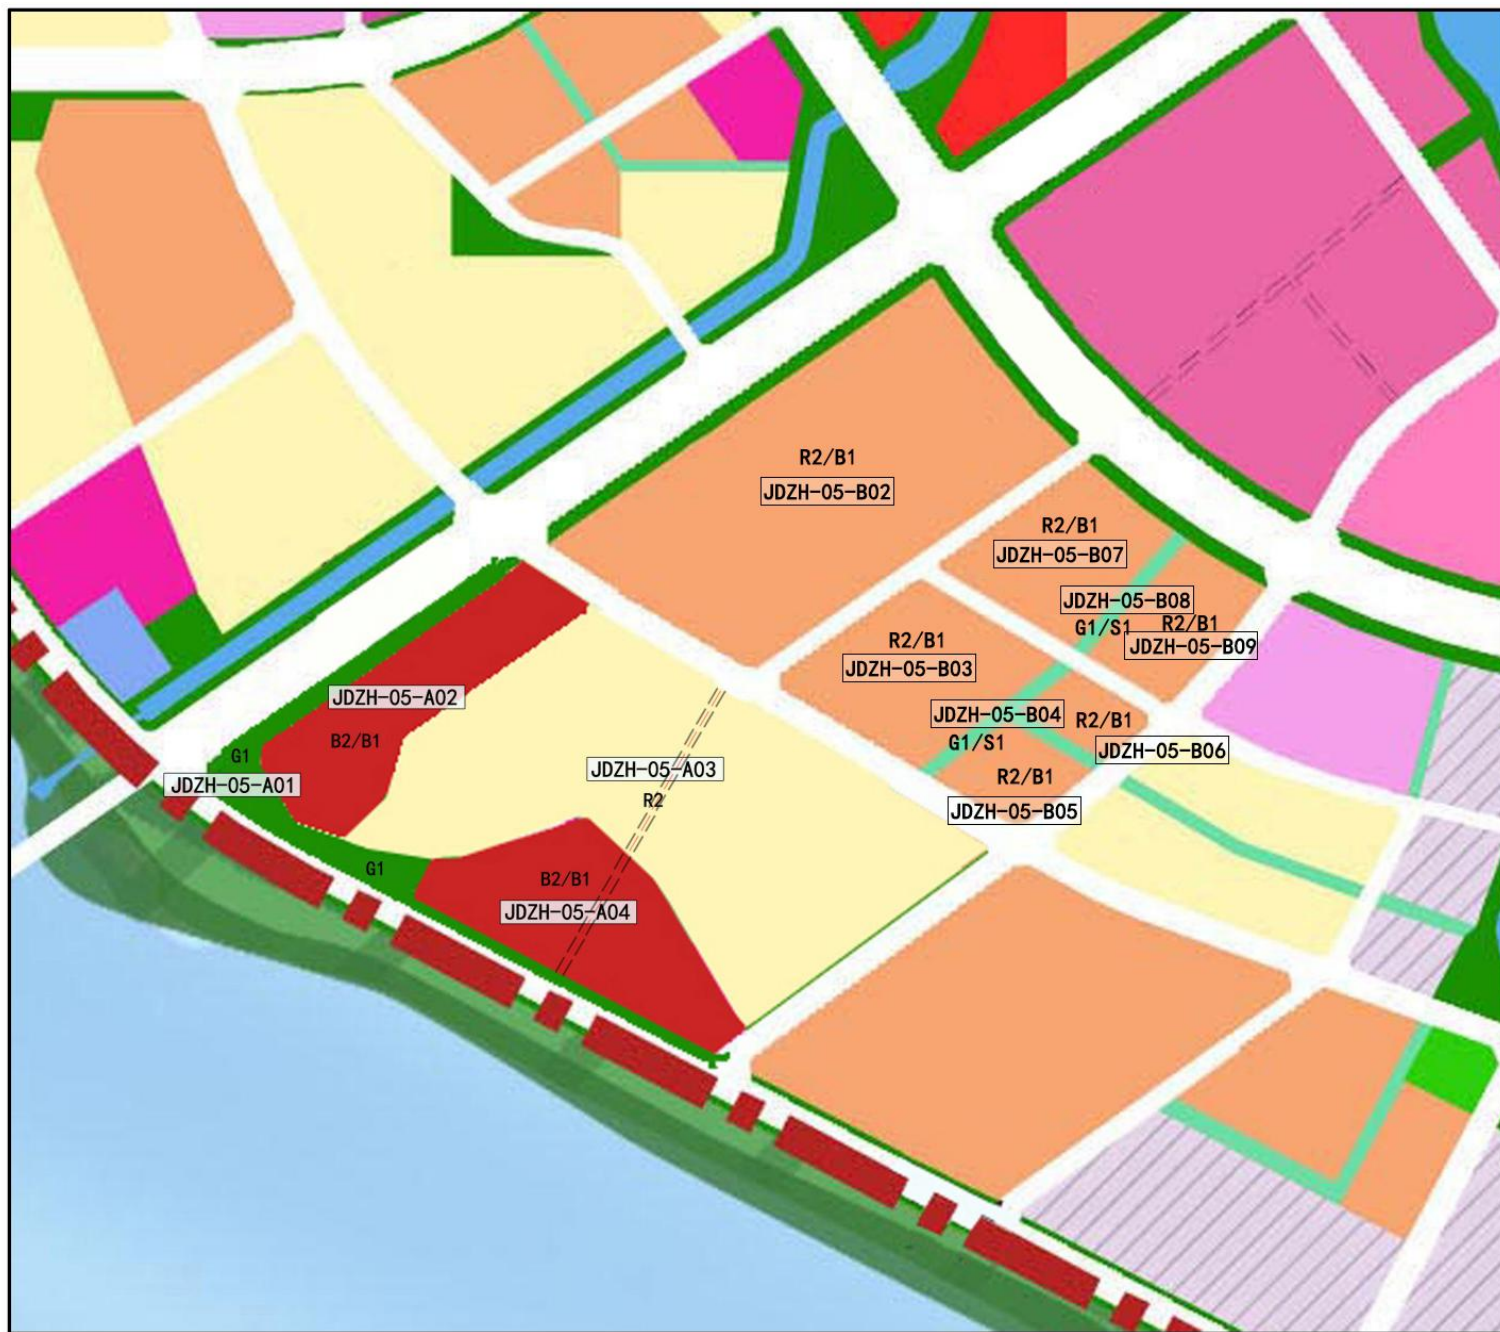 R2/B1
JDZH-05-B02
R2/B1
JDZH-05-B07
JDZH-05-B08
G1/S1
R2/B1
JDZH-05-B09
R2/B1
JDZH-05-B03
JDZH-05-B04
G1/S1
R2/B1
JDZH-05-B06
R2/B1
JDZH-05-B05
JDZH-05-A02
B2/B1
G1
JDZH-05-A01
JDZH-05-A03
R2
G1
B2/B1
JDZH-05-A04